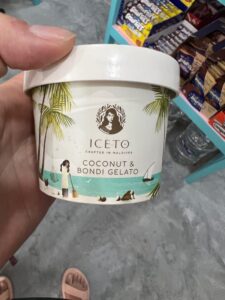 ICETO
CRAFTED IN MALDIVES
COCONUT &
BONDI GELATO